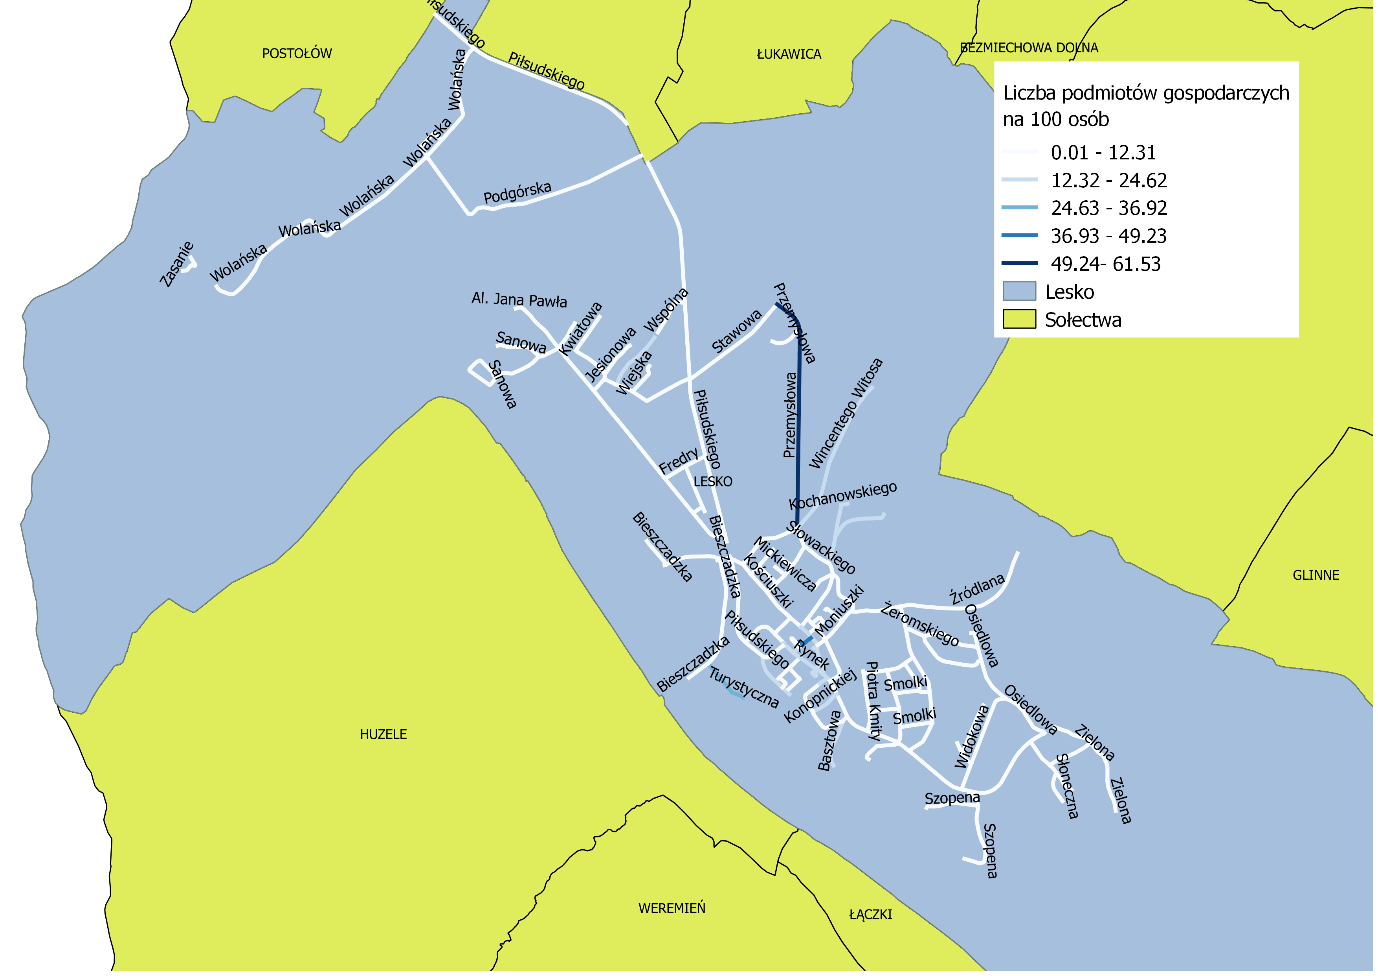 Piłsudskiego
POSTOŁÓW
Piłsudskiego
ŁUKAWICA
BEZMIECHOWA DOLNA
Liczba podmiotów gospodarczych
na 100 osób
0.01 - 12.31
12.32 - 24.62
24.63 - 36.92
36.93 - 49.23
49.24- 61.53
Lesko
Sołectwa
Wolańska
Wolańska
Wolańska
Wolańska
Wolańska
Zasanie
Podgórska
Al. Jana Pawła
Sanowa
Sanowa
Kwiatowa
Jesionowa
Wiejska
Wspólna
Stawowa
Przemysłowa
Przemysłowa
Wincentego Witosa
Piłsudskiego
Fredry
LESKO
Kochanowskiego
Bieszczadzka
Bieszczadzka
Słowackiego
Mickiewicza
Kościuszki
Moniuszki
Źródlana
Żeromskiego
Osiedlowa
GLINNE
Piłsudskiego
Rynek
Bieszczadzka
Turystyczna
Konopnickiej
Basztowa
Piotra Kmity
Smolki
Smolki
Osiedlowa
Widokowa
Zielona
Słoneczna
Zielona
Szopena
Szopena
HUZELE
WEREMIEŃ
ŁĄCZKI